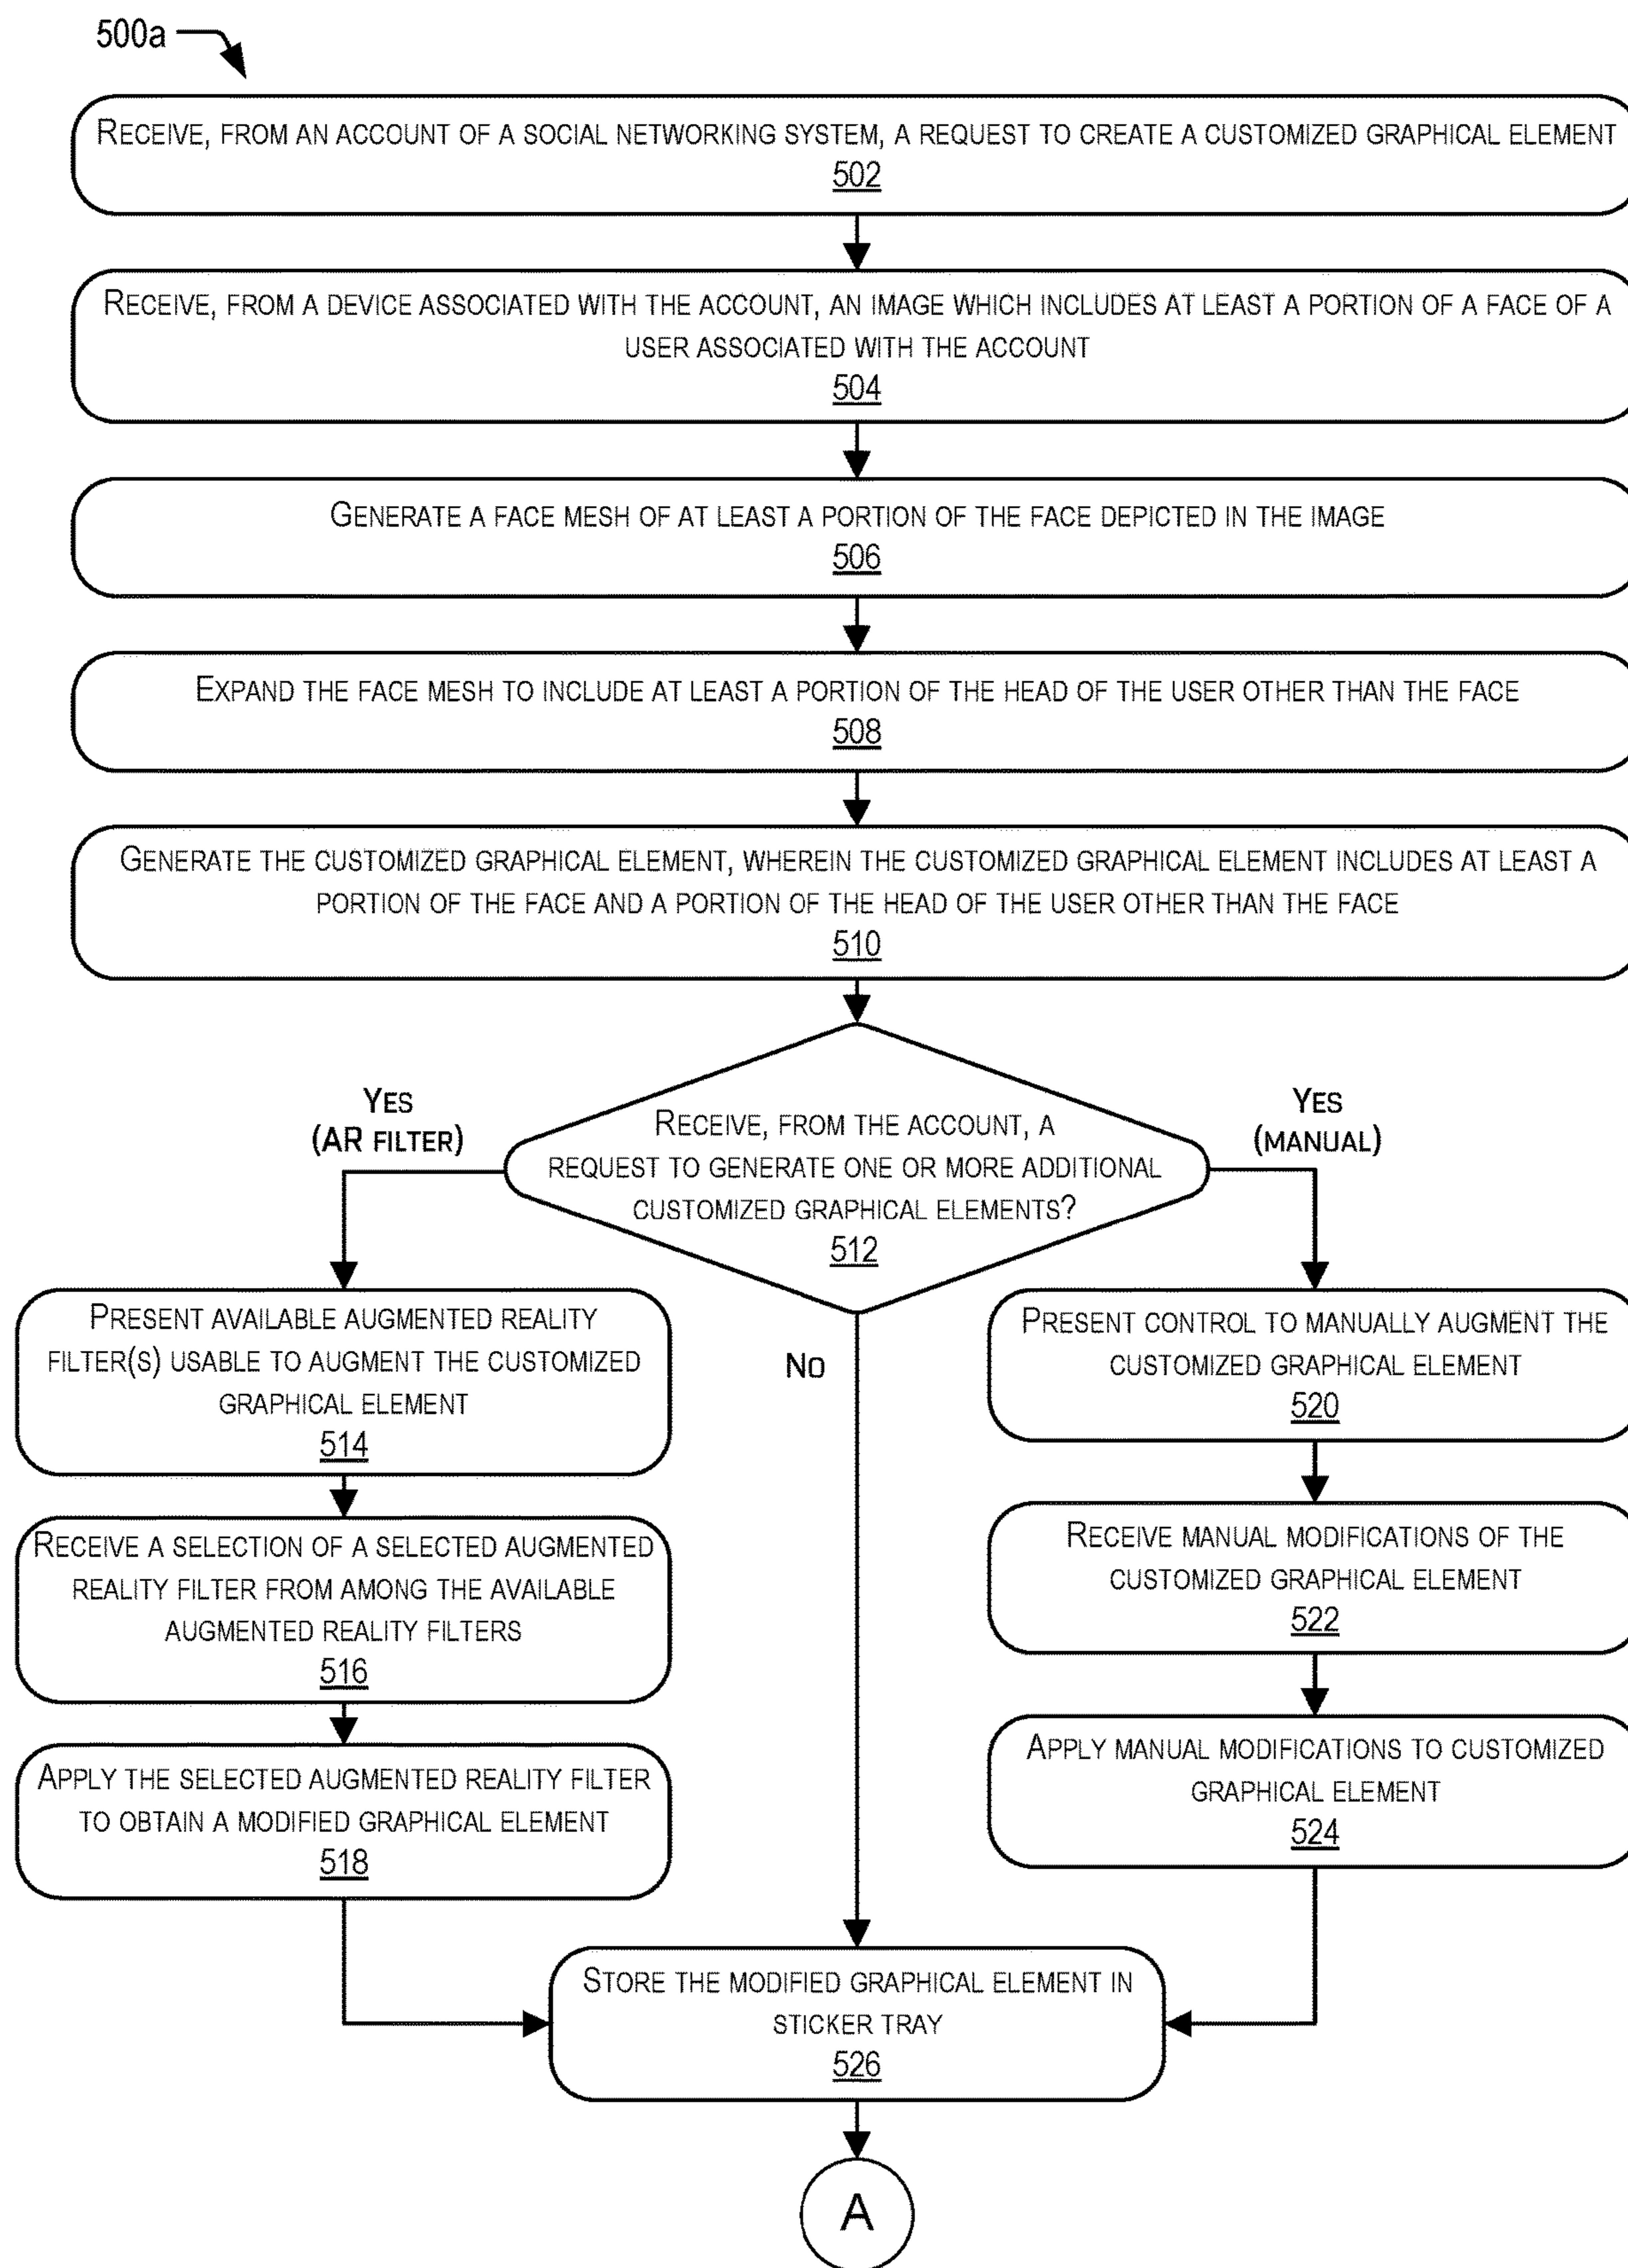 500a
RECEIVE, FROM AN ACCOUNT OF A SOCIAL NETWORKING SYSTEM, A REQUEST TO CREATE A CUSTOMIZED GRAPHICAL ELEMENT
502
RECEIVE, FROM A DEVICE ASSOCIATED WITH THE ACCOUNT, AN IMAGE WHICH INCLUDES AT LEAST A PORTION OF A FACE OF A
USER ASSOCIATED WITH THE ACCOUNT
504
GENERATE A FACE MESH OF AT LEAST A PORTION OF THE FACE DEPICTED IN THE IMAGE
506
EXPAND THE FACE MESH TO INCLUDE AT LEAST A PORTION OF THE HEAD OF THE USER OTHER THAN THE FACE
508
GENERATE THE CUSTOMIZED GRAPHICAL ELEMENT, WHEREIN THE CUSTOMIZED GRAPHICAL ELEMENT INCLUDES AT LEAST A
PORTION OF THE FACE AND A PORTION OF THE HEAD OF THE USER OTHER THAN THE FACE
510
RECEIVE, FROM THE ACCOUNT, A
REQUEST TO GENERATE ONE OR MORE ADDITIONAL
CUSTOMIZED GRAPHICAL ELEMENTS?
512
YES
(AR FILTER)
YES
(MANUAL)
NO
PRESENT AVAILABLE AUGMENTED REALITY
FILTER(S) USABLE TO AUGMENT THE CUSTOMIZED
GRAPHICAL ELEMENT
514
RECEIVE A SELECTION OF A SELECTED AUGMENTED
REALITY FILTER FROM AMONG THE AVAILABLE
AUGMENTED REALITY FILTERS
516
APPLY THE SELECTED AUGMENTED REALITY FILTER
TO OBTAIN A MODIFIED GRAPHICAL ELEMENT
518
PRESENT CONTROL TO MANUALLY AUGMENT THE
CUSTOMIZED GRAPHICAL ELEMENT
520
RECEIVE MANUAL MODIFICATIONS OF THE
CUSTOMIZED GRAPHICAL ELEMENT
522
APPLY MANUAL MODIFICATIONS TO CUSTOMIZED
GRAPHICAL ELEMENT
524
STORE THE MODIFIED GRAPHICAL ELEMENT IN
STICKER TRAY
526
A